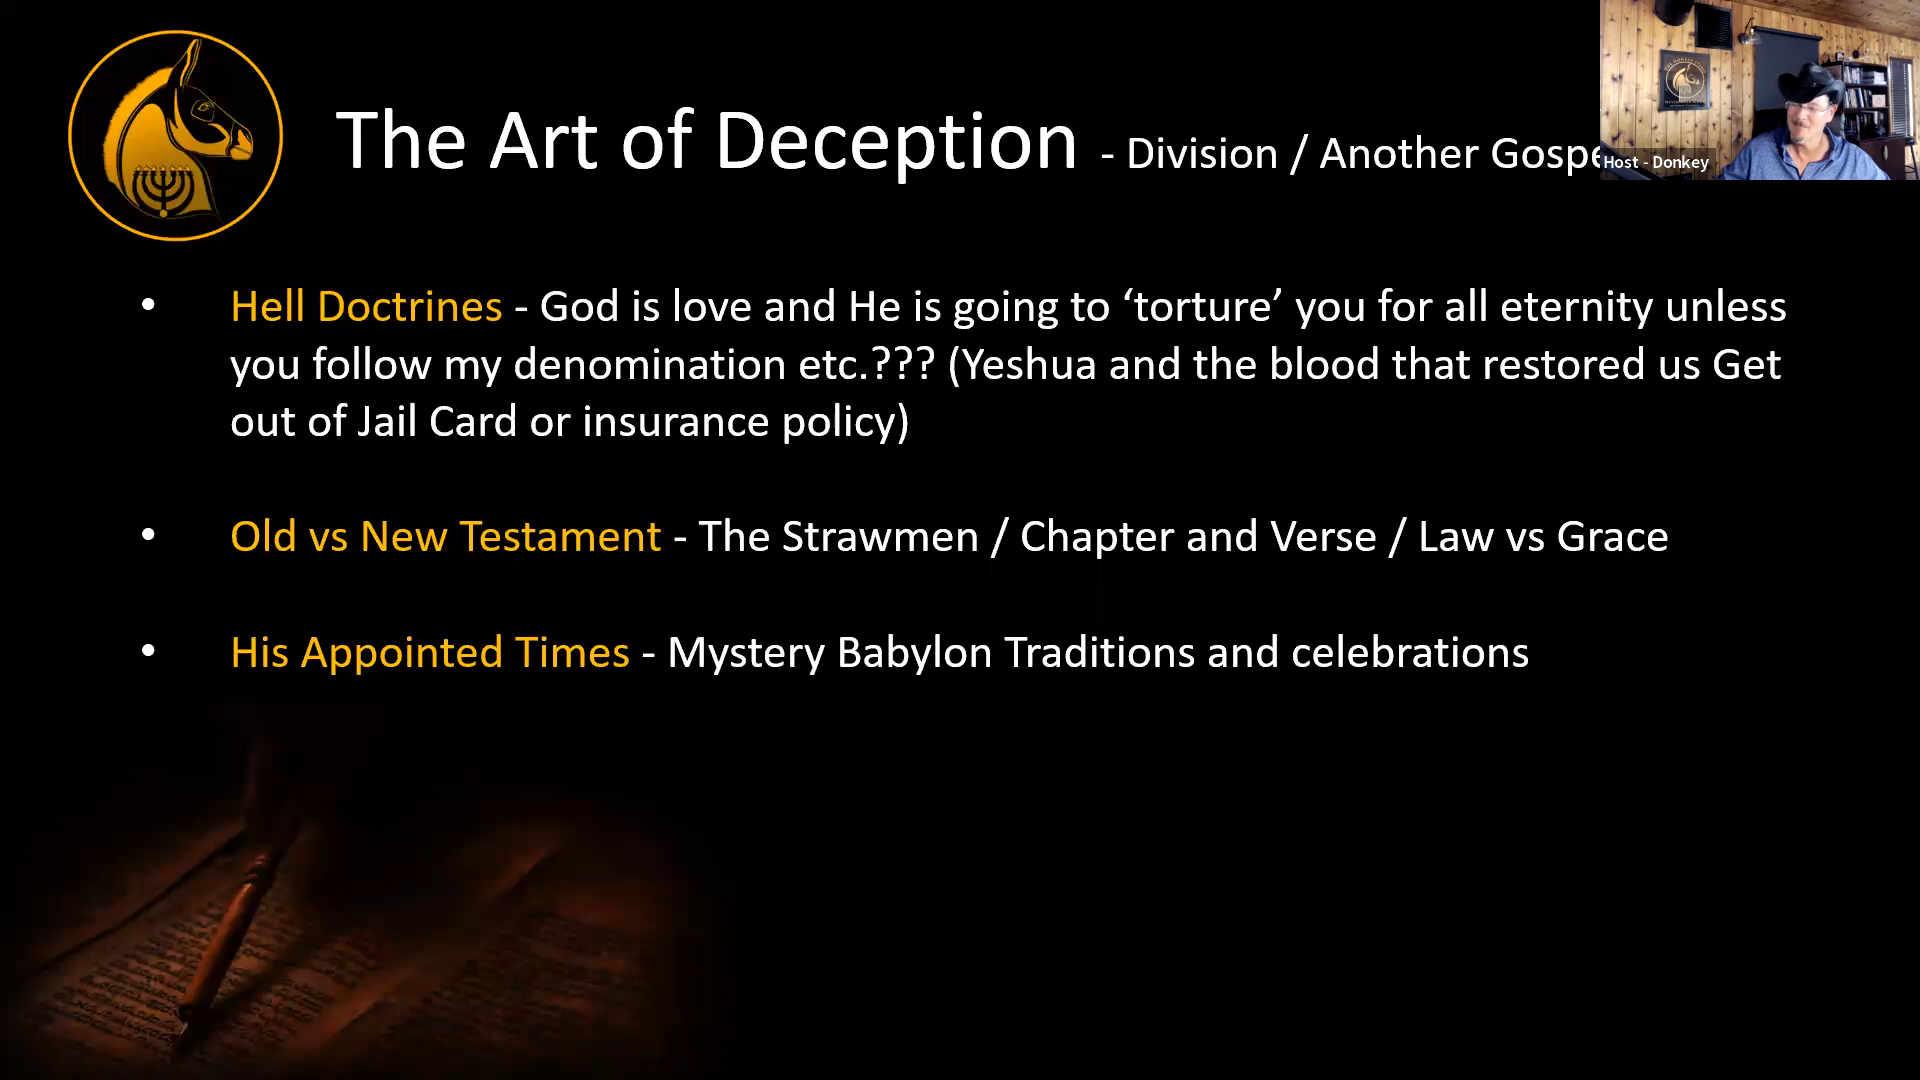 The Art of Deception - Division / Another Gospe
Host - Donkey
• Hell Doctrines - God is love and He is going to ‘torture’ you for all eternity unless
you follow my denomination etc.??? (Yeshua and the blood that restored us Get
out of Jail Card or insurance policy)
• Old vs New Testament - The Strawmen / Chapter and Verse / Law vs Grace
• His Appointed Times - Mystery Babylon Traditions and celebrations